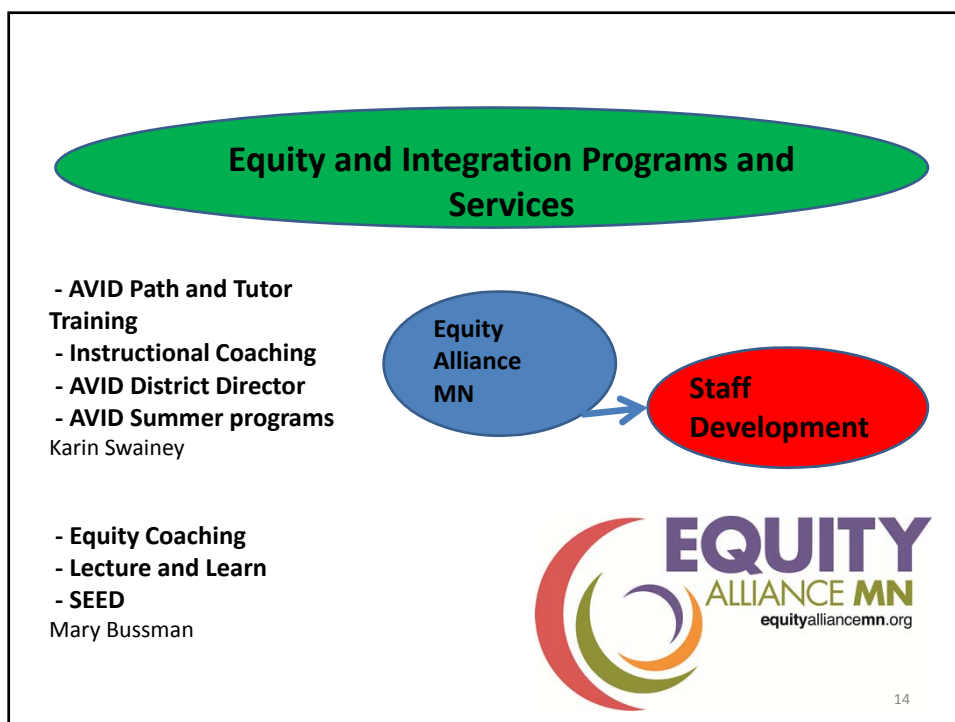 Equity and Integration Programs and
Services
- AVID Path and Tutor
Training
- Instructional Coaching
- AVID District Director
- AVID Summer programs
Karin Swainey
Equity
Alliance
MN
Staff
Development
- Equity Coaching
- Lecture and Learn
- SEED
Mary Bussman
EQUITY
ALLIANCE MN
equityalliancemn.org
14